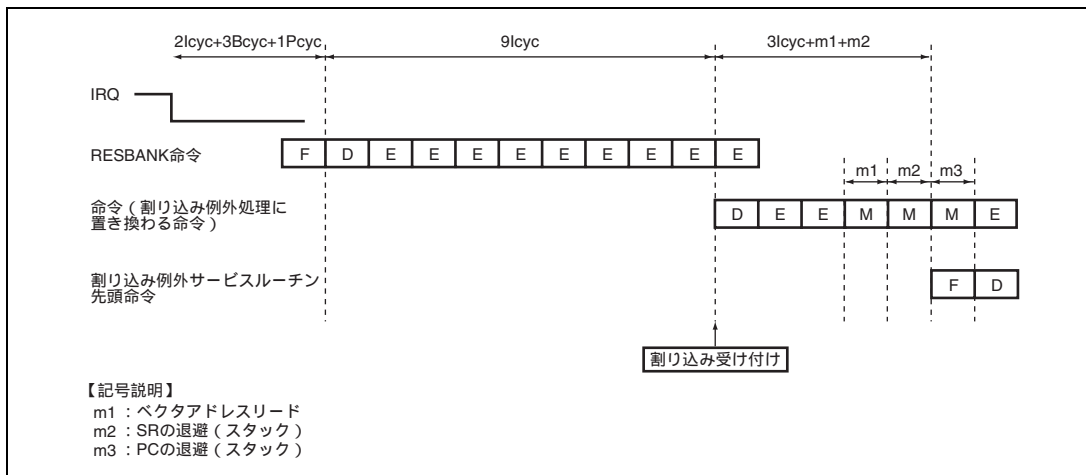 2Icyc+3Bcyc+1Pcyc 9Icyc 3Icyc+m1+m2
IRQ
RESBANK命令 F D E E E E E E E E E
m1 m2 m3
命令（割り込み例外処理に
置き換わる命令） D E E M M M E
割り込み例外サービスルーチン
先頭命令 F D
割り込み受け付け
【記号説明】
m1 ：ベクタアドレスリード
m2 ：SRの退避（スタック）
m3 ：PCの退避（スタック）